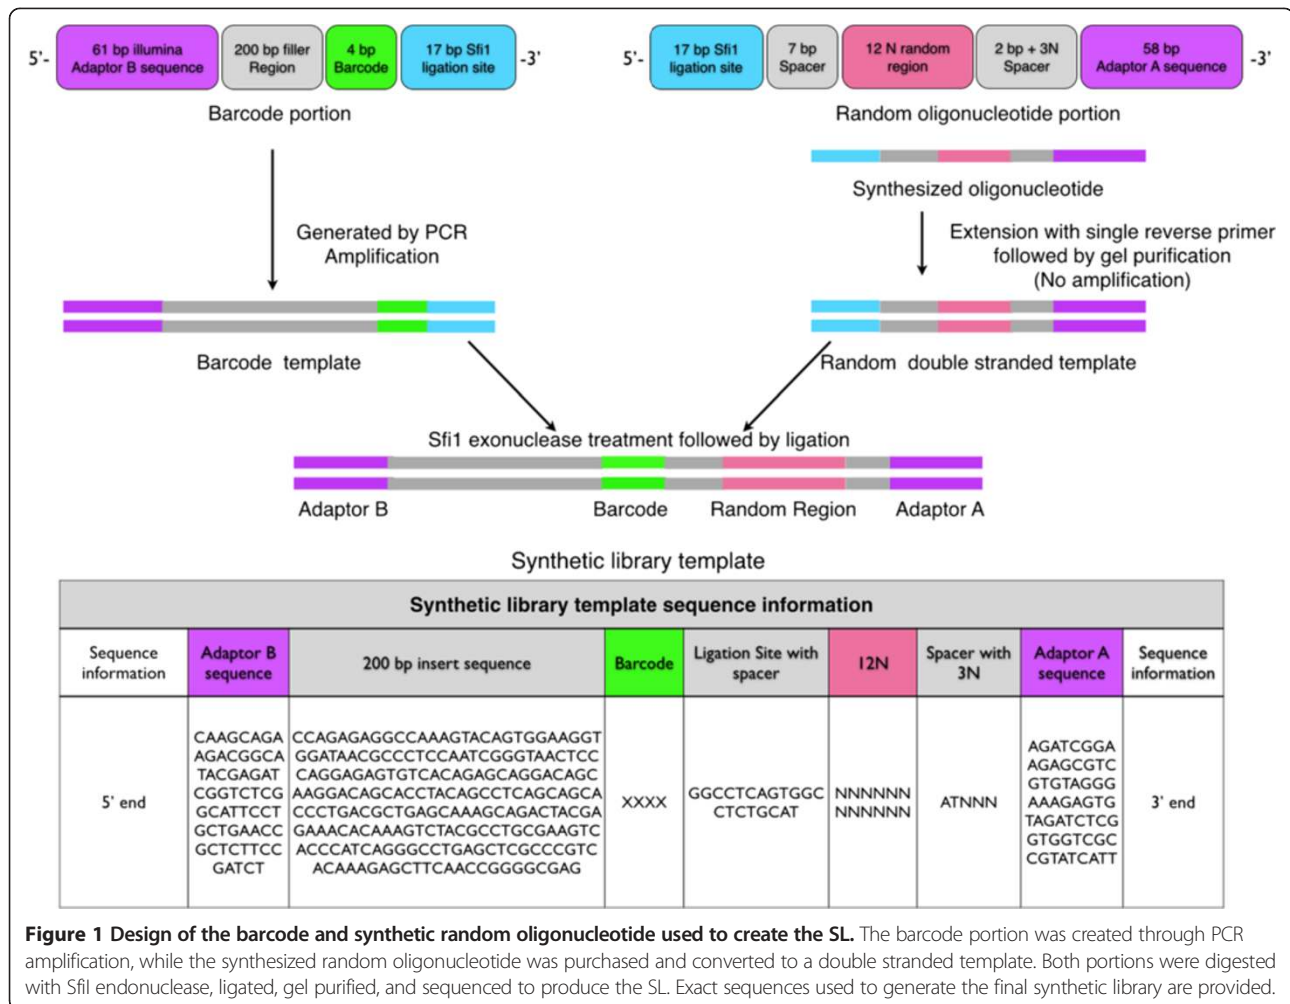 5'-
61 bp illumina
Adaptor B sequence
200 bp filler
Region
4 bp
Barcode
17 bp Sfi1
ligation site
-3'
Barcode portion
5'-
17 bp Sfi1
ligation site
7 bp
Spacer
12 N random
region
2 bp + 3N
Spacer
58 bp
Adaptor A sequence
-3'
Random oligonucleotide portion
Synthesized oligonucleotide
Generated by PCR
Amplification
Extension with single reverse primer
followed by gel purification
(No amplification)
Barcode template
Random double stranded template
Sfi1 exonuclease treatment followed by ligation
Adaptor B
Barcode
Random Region
Adaptor A
Synthetic library template
Synthetic library template sequence information
Sequence
information
Adaptor B
sequence
200 bp insert sequence
Barcode
Ligation Site with
spacer
12N
Spacer with
3N
Adaptor A
sequence
Sequence
information
5' end
CAAGCAGA
AGACGGCA
TACGAGAT
CGGTCTCG
GCATTCCT
GCTGAACC
GCTCTTCC
GATCT
CCAGAGAGGCCAAAGTACAGTGGAAGGT
GGATAACGCCCTCCAATCGGGTAACTCC
CAGGAGAGTGTCACAGAGCAGGACAGC
AAGGACAGCACCTACAGCCTCAGCAGCA
CCCTGACGCTGAGCAAAGCAGACTACGA
GAAACACAAAGTCTACGCCTGCGAAGTC
ACCCATCAGGGCCTGAGCTCGCCCGTC
ACAAAGAGCTTCAACCGGGGCGAG
XXXX
GGCCTCAGTGGC
CTCTGCAT
NNNNNN
NNNNNN
ATNNN
AGATCGGA
AGAGCGTC
GTGTAGGG
AAAGAGTG
TAGATCTCG
GTGGTCGC
CGTATCATT
3' end
Figure 1 Design of the barcode and synthetic random oligonucleotide used to create the SL. The barcode portion was created through PCR
amplification, while the synthesized random oligonucleotide was purchased and converted to a double stranded template. Both portions were digested
with SfiI endonuclease, ligated, gel purified, and sequenced to produce the SL. Exact sequences used to generate the final synthetic library are provided.